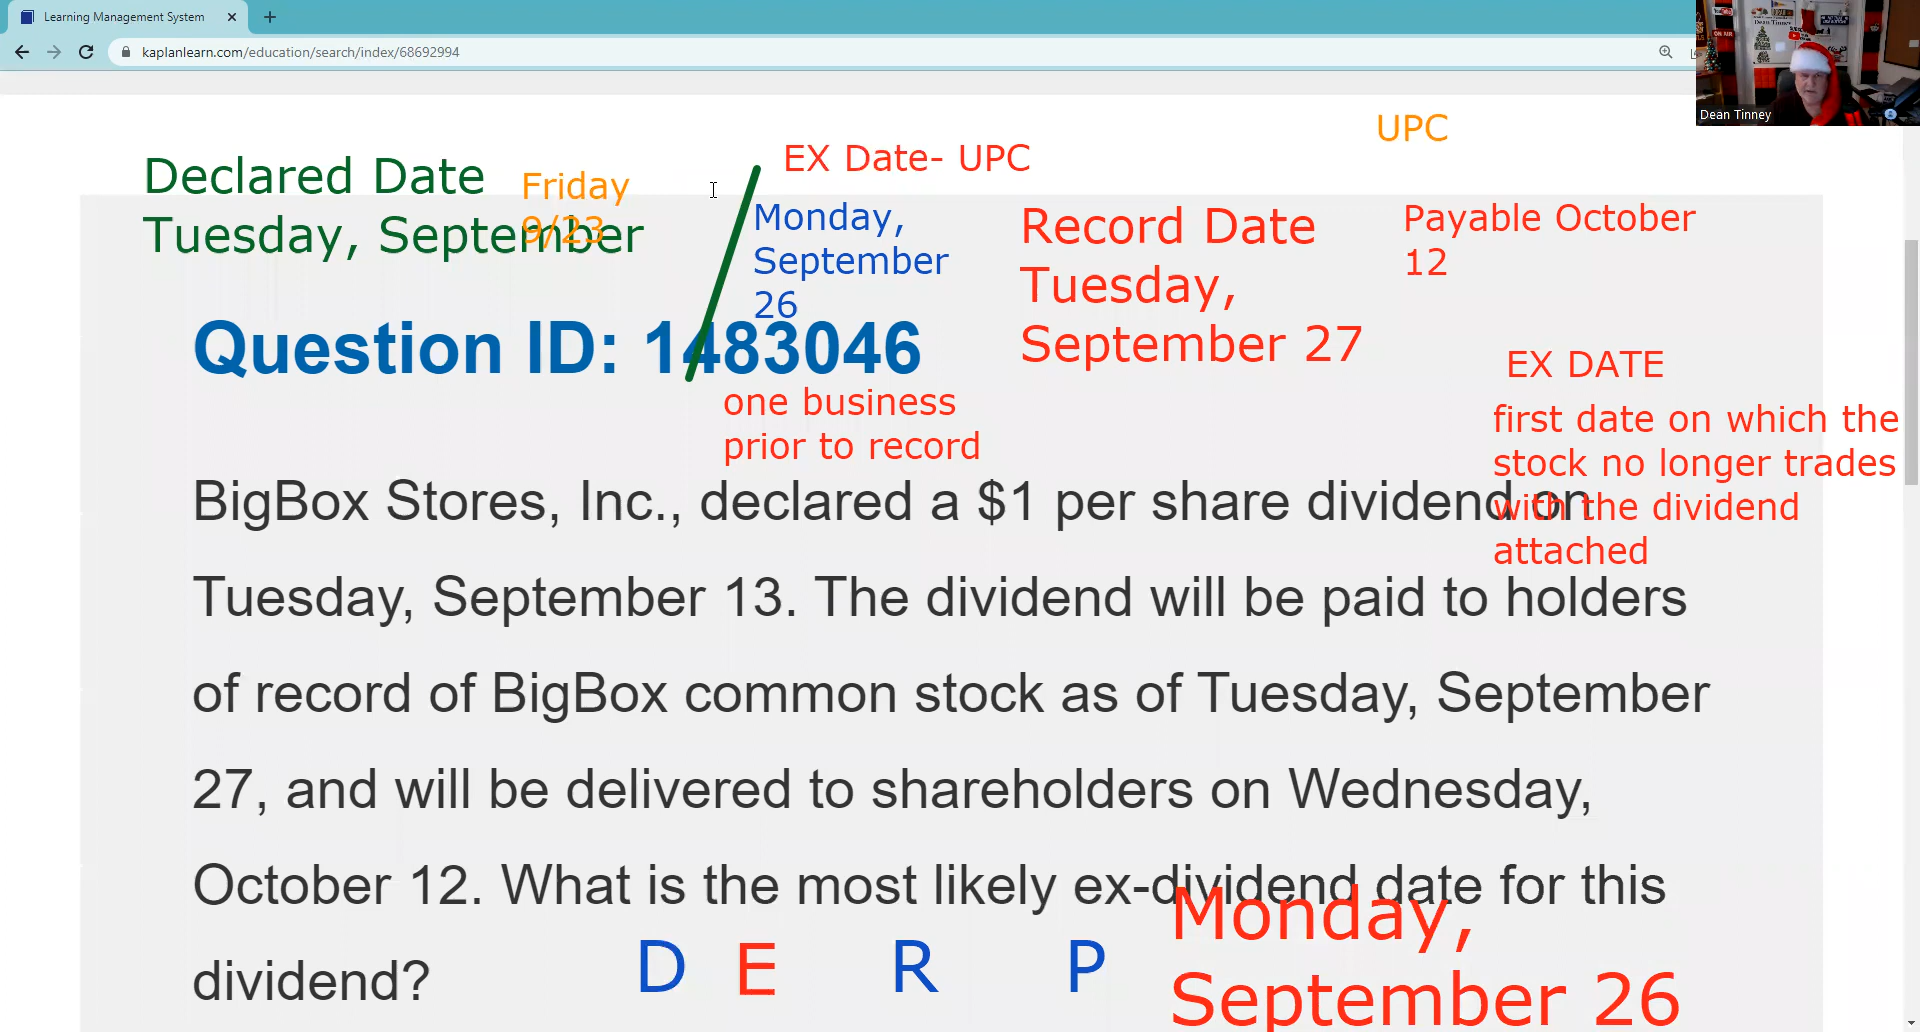 Learning Management System
kaplanlearn.com/education/search/index/68692994
Dean Tinney
UPC
EX Date- UPC
Declared Date
Tuesday, September
Friday
9/23
Monday,
September
26
Record Date
Tuesday,
September 27
Payable October
12
Question ID: 1483046
EX DATE
first date on which the
stock no longer trades
with the dividend
attached
one business
prior to record
BigBox Stores, Inc., declared a $1 per share dividend on
Tuesday, September 13. The dividend will be paid to holders
of record of BigBox common stock as of Tuesday, September
27, and will be delivered to shareholders on Wednesday,
October 12. What is the most likely ex-dividend date for this
dividend?
D E R P
Monday,
September 26